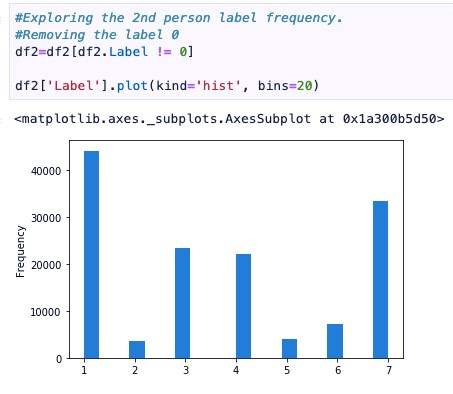 #Exploring the 2nd person label frequency.
#Removing the label 0
df2=df2[df2.Label != 0]
df2['Label'].plot(kind='hist', bins=20)
<matplotlib.axes._subplots.AxesSubplot at 0x1a300b5d50>
40000
30000
20000
10000
0
Frequency
1 2 3 4 5 6 7